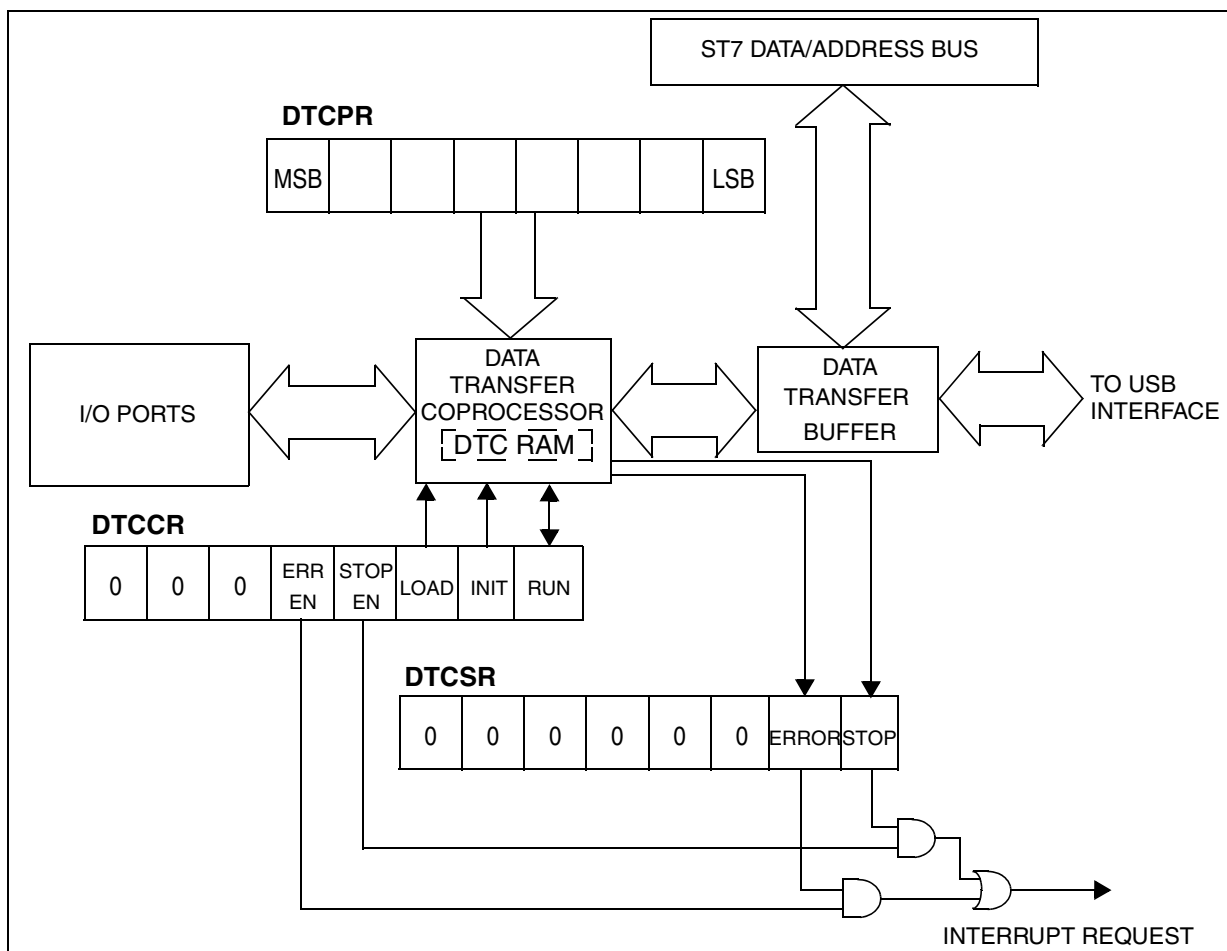 ST7 DATA/ADDRESS BUS
DTCPR
MSB LSB
I/O PORTS
DATA
TRANSFER
COPROCESSOR
DTC RAM
DATA
TRANSFER
BUFFER
TO USB
INTERFACE
DTCCR
0 0 0 ERR EN STOP EN LOAD INIT RUN
DTCSR
0 0 0 0 0 0 ERROR STOP
INTERRUPT REQUEST